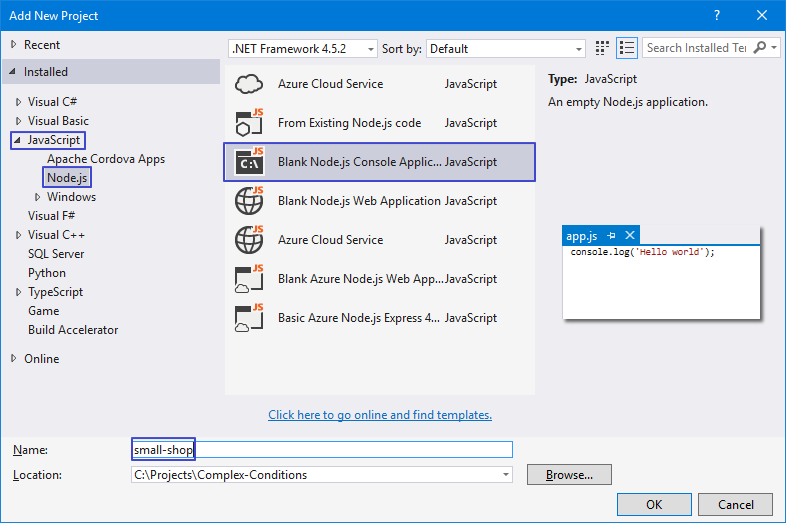 Add New Project
? 
Recent
Installed
Visual C#
Visual Basic
JavaScript
Apache Cordova Apps
Node.js
Windows
Visual F#
Visual C++
SQL Server
Python
TypeScript
Game
Build Accelerator
Online
.NET Framework 4.5.2 Sort by: Default
Azure Cloud Service JavaScript
From Existing Node.js code JavaScript
Blank Node.js Console Applic... JavaScript
Blank Node.js Web Application JavaScript
Azure Cloud Service JavaScript
Blank Azure Node.js Web App... JavaScript
Basic Azure Node.js Express 4... JavaScript
Click here to go online and find templates.
Search Installed Te
Type: JavaScript
An empty Node.js application.
app.js
console.log('Hello world');
Name: small-shop
Location: C:\Projects\Complex-Conditions
Browse...
OK Cancel